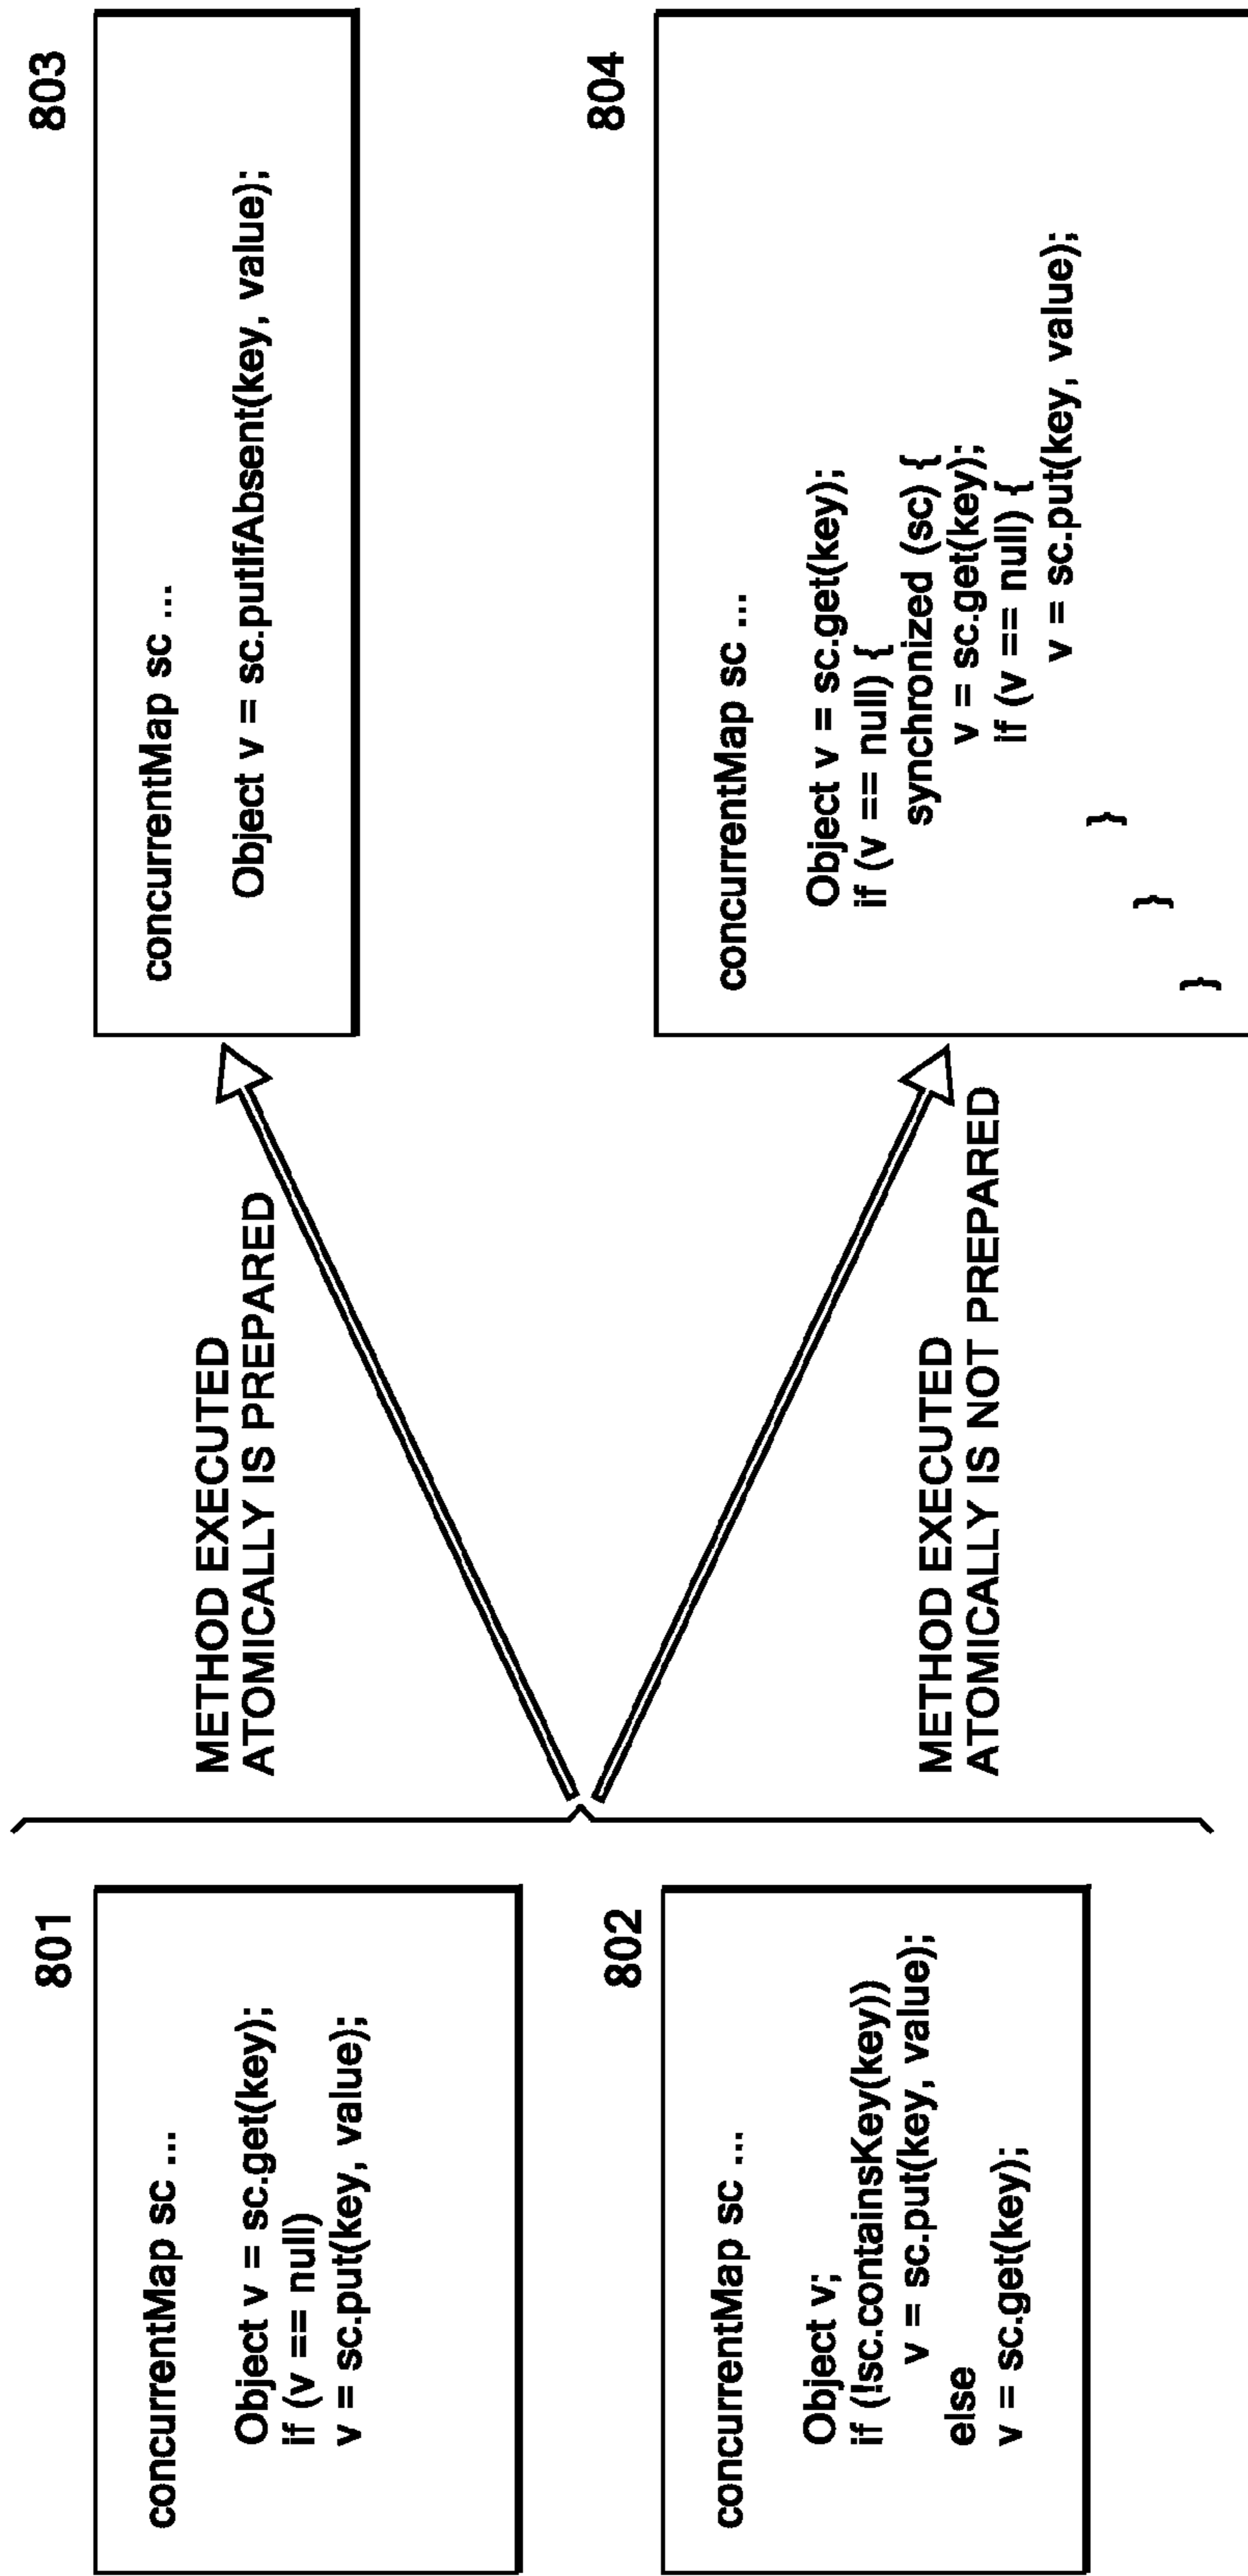 801
concurrentMap sc ...
Object v = sc.get(key);
if (v == null)
v = sc.put(key, value);
802
concurrentMap sc ...
Object v;
if (!sc.containsKey(key))
v = sc.put(key, value);
else
v = sc.get(key);
METHOD EXECUTED
ATOMICALLY IS PREPARED
METHOD EXECUTED
ATOMICALLY IS NOT PREPARED
803
concurrentMap sc ...
Object v = sc.putIfAbsent(key, value);
804
concurrentMap sc ...
Object v = sc.get(key);
if (v == null) {
synchronized (sc) {
v = sc.get(key);
if (v == null) {
v = sc.put(key, value);
}
}
}